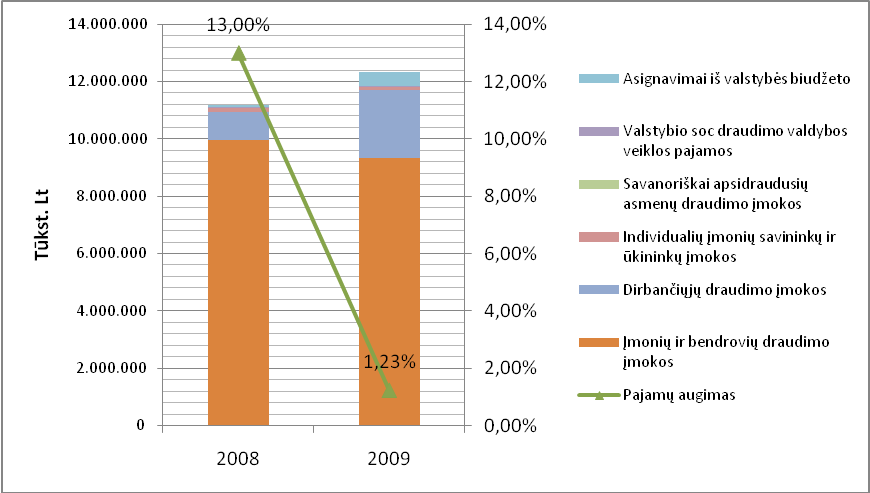 14.000.000
12.000.000
10.000.000
8.000.000
6.000.000
4.000.000
2.000.000
0
Tūkst. Lt
13,00%
1,23%
2008
2009
14,00%
12,00%
10,00%
8,00%
6,00%
4,00%
2,00%
0,00%
Asignavimai iš valstybės biudžeto
Valstybio soc draudimo valdybos
veiklos pajamos
Savanoriškai apsidraudusių
asmenų draudimo įmokos
Individualių įmonių savininkų ir
ūkininkų įmokos
Dirbančiųjų draudimo įmokos
Įmonių ir bendrovių draudimo
įmokos
Pajamų augimas